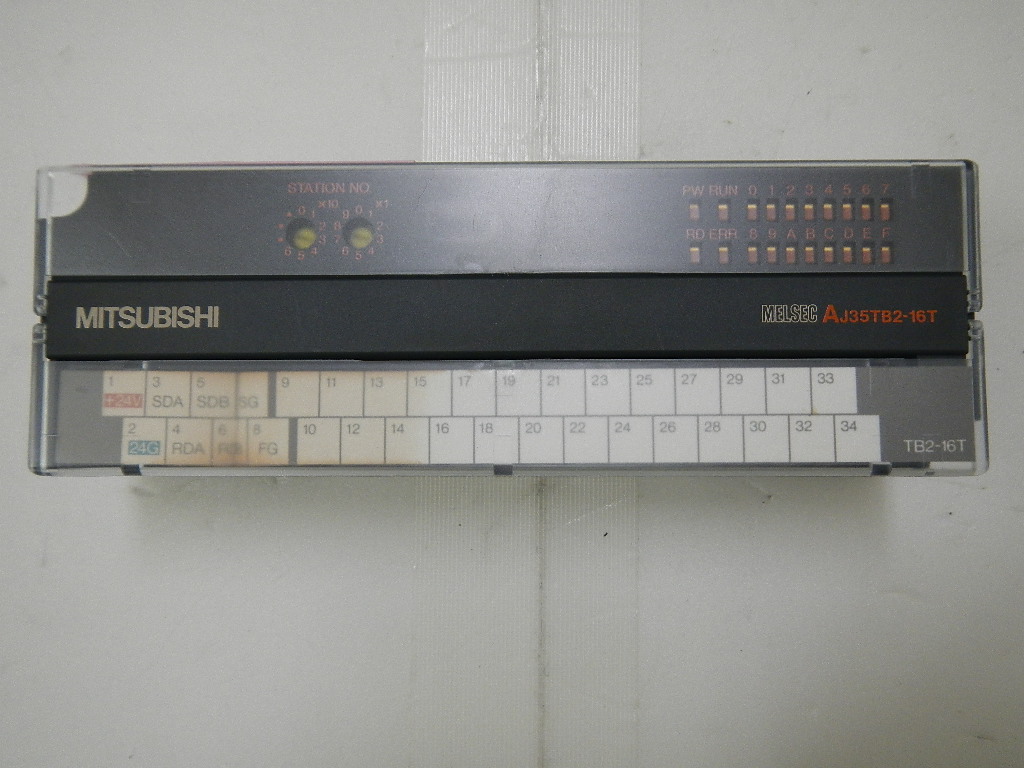 STATION NO.
×10 ×1
PW RUN 0 1 2 3 4 5 6 7
RD ERR. 8 9 A B C D E F
MITSUBISHI
MELSEC AJ35TB2-16T
1 3 5 9 11 13 15 17 19 21 23 25 27 29 31 33
+24V SDA SDB SG
2 4 6 8 10 12 14 16 18 20 22 24 26 28 30 32 34
24G RDA FG
TB2-16T